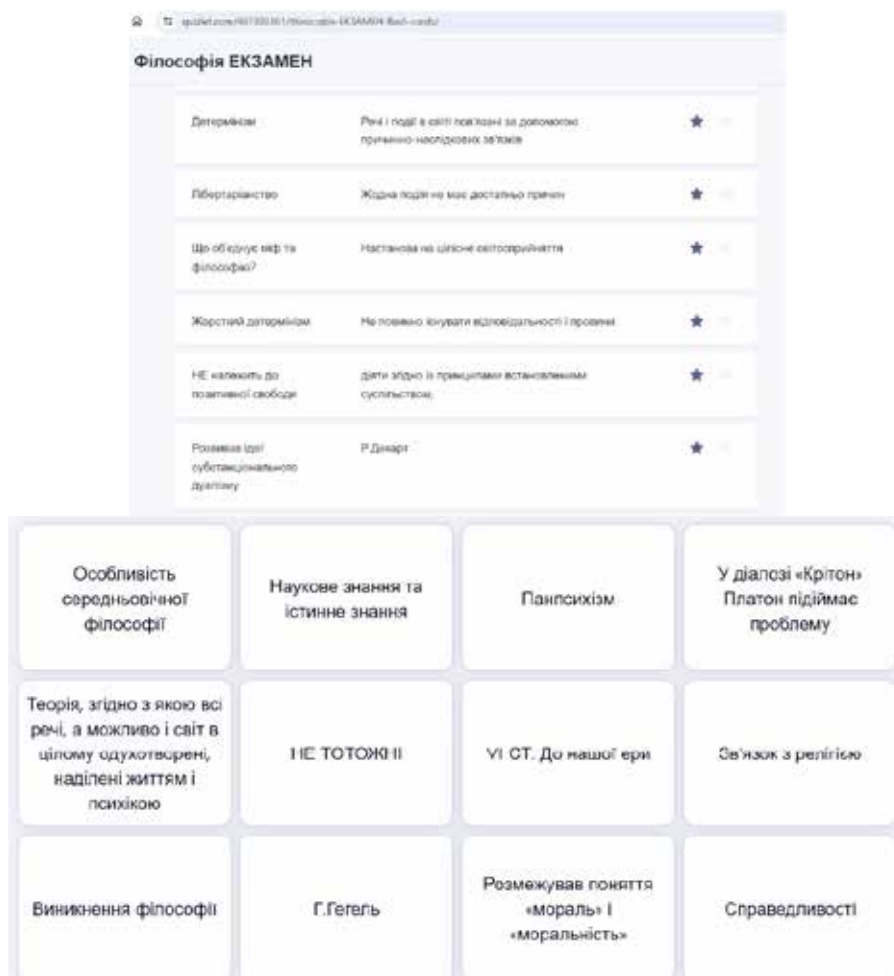 Філософія ЕКЗАМЕН
Детермінізм
Речі і події в світі пов'язані за допомогою
причинно-наслідкових зв'язків
Лібертаріанство
Жодна подія не має достатньо причин
Що об'єднує міф та
філософію?
Настанова на цілісне світосприйняття
Жорсткий детермінізм
Не повинно існувати відповідальності і провини
НЕ належить до
позитивної свободи
діяти згідно із принципами встановленими
суспільством.
Розвивав ідеї
субстанціонального
дуалізму
Р.Декарт
Особливість
середньовічної
філософії
Наукове знання та
істинне знання
Панпсихізм
У діалозі «Крітон»
Платон підіймає
проблему
Теорія, згідно з якою всі
речі, а можливо і світ в
цілому одухотворені,
наділені життям і
психікою
НЕ ТОТОЖНІ
VI СТ. До нашої ери
Зв'язок з релігією
Виникнення філософії
Г.Гегель
Розмежував поняття
«мораль» і
«моральність»
Справедливості